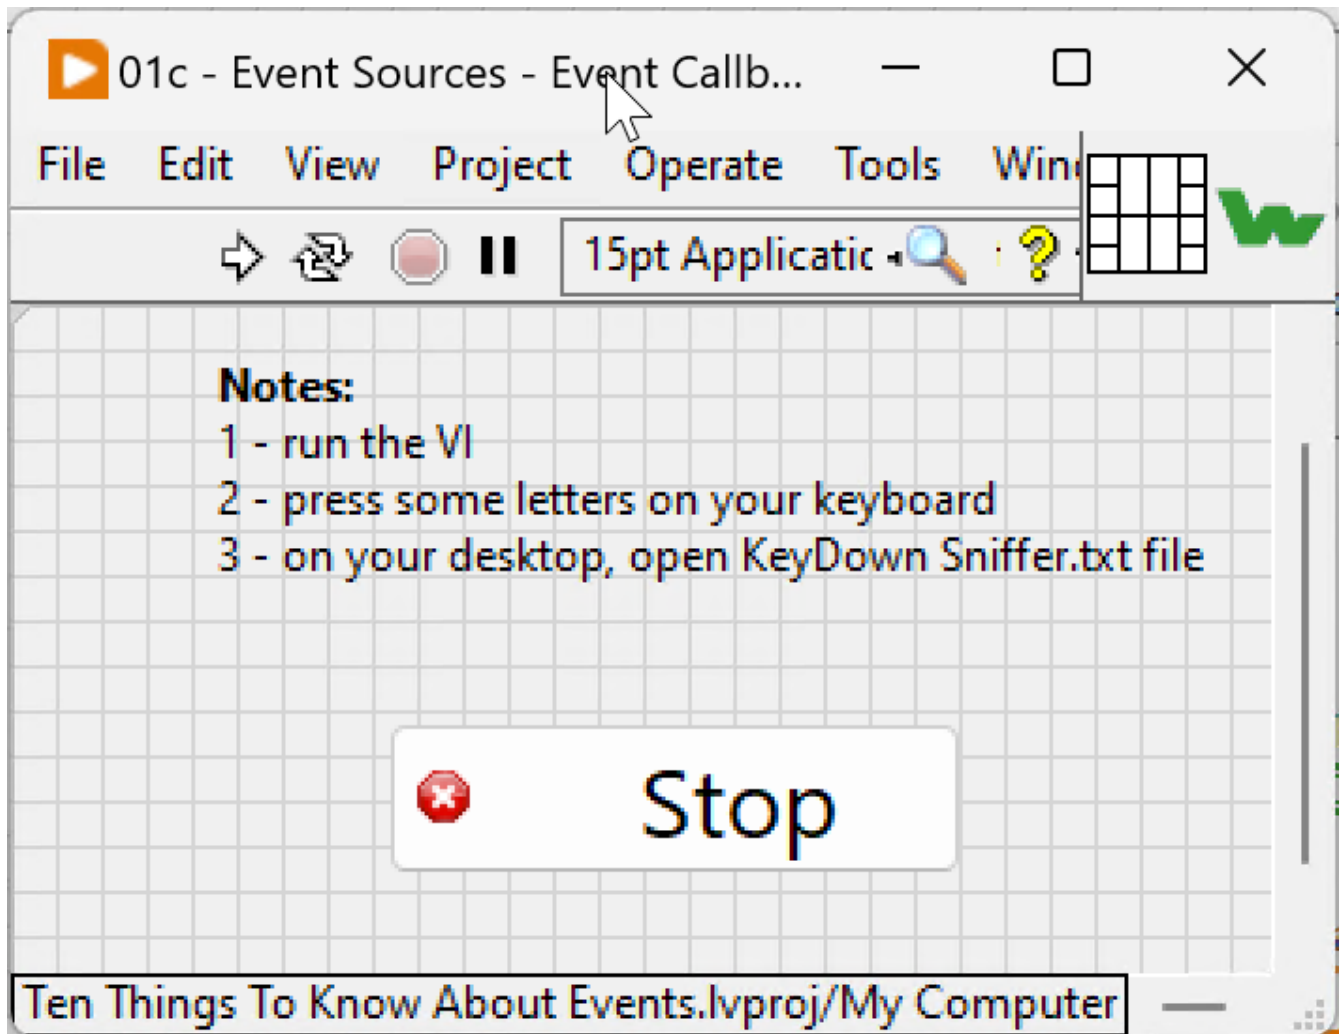 01c - Event Sources - Event Callb...
File Edit View Project Operate Tools
15pt
Notes:
1 - run the VI
2 - press some letters on your keyboard
3 - on your desktop, open KeyDown Sniffer.txt file
Stop
Ten Things To Know About Events.lvproj/My Computer